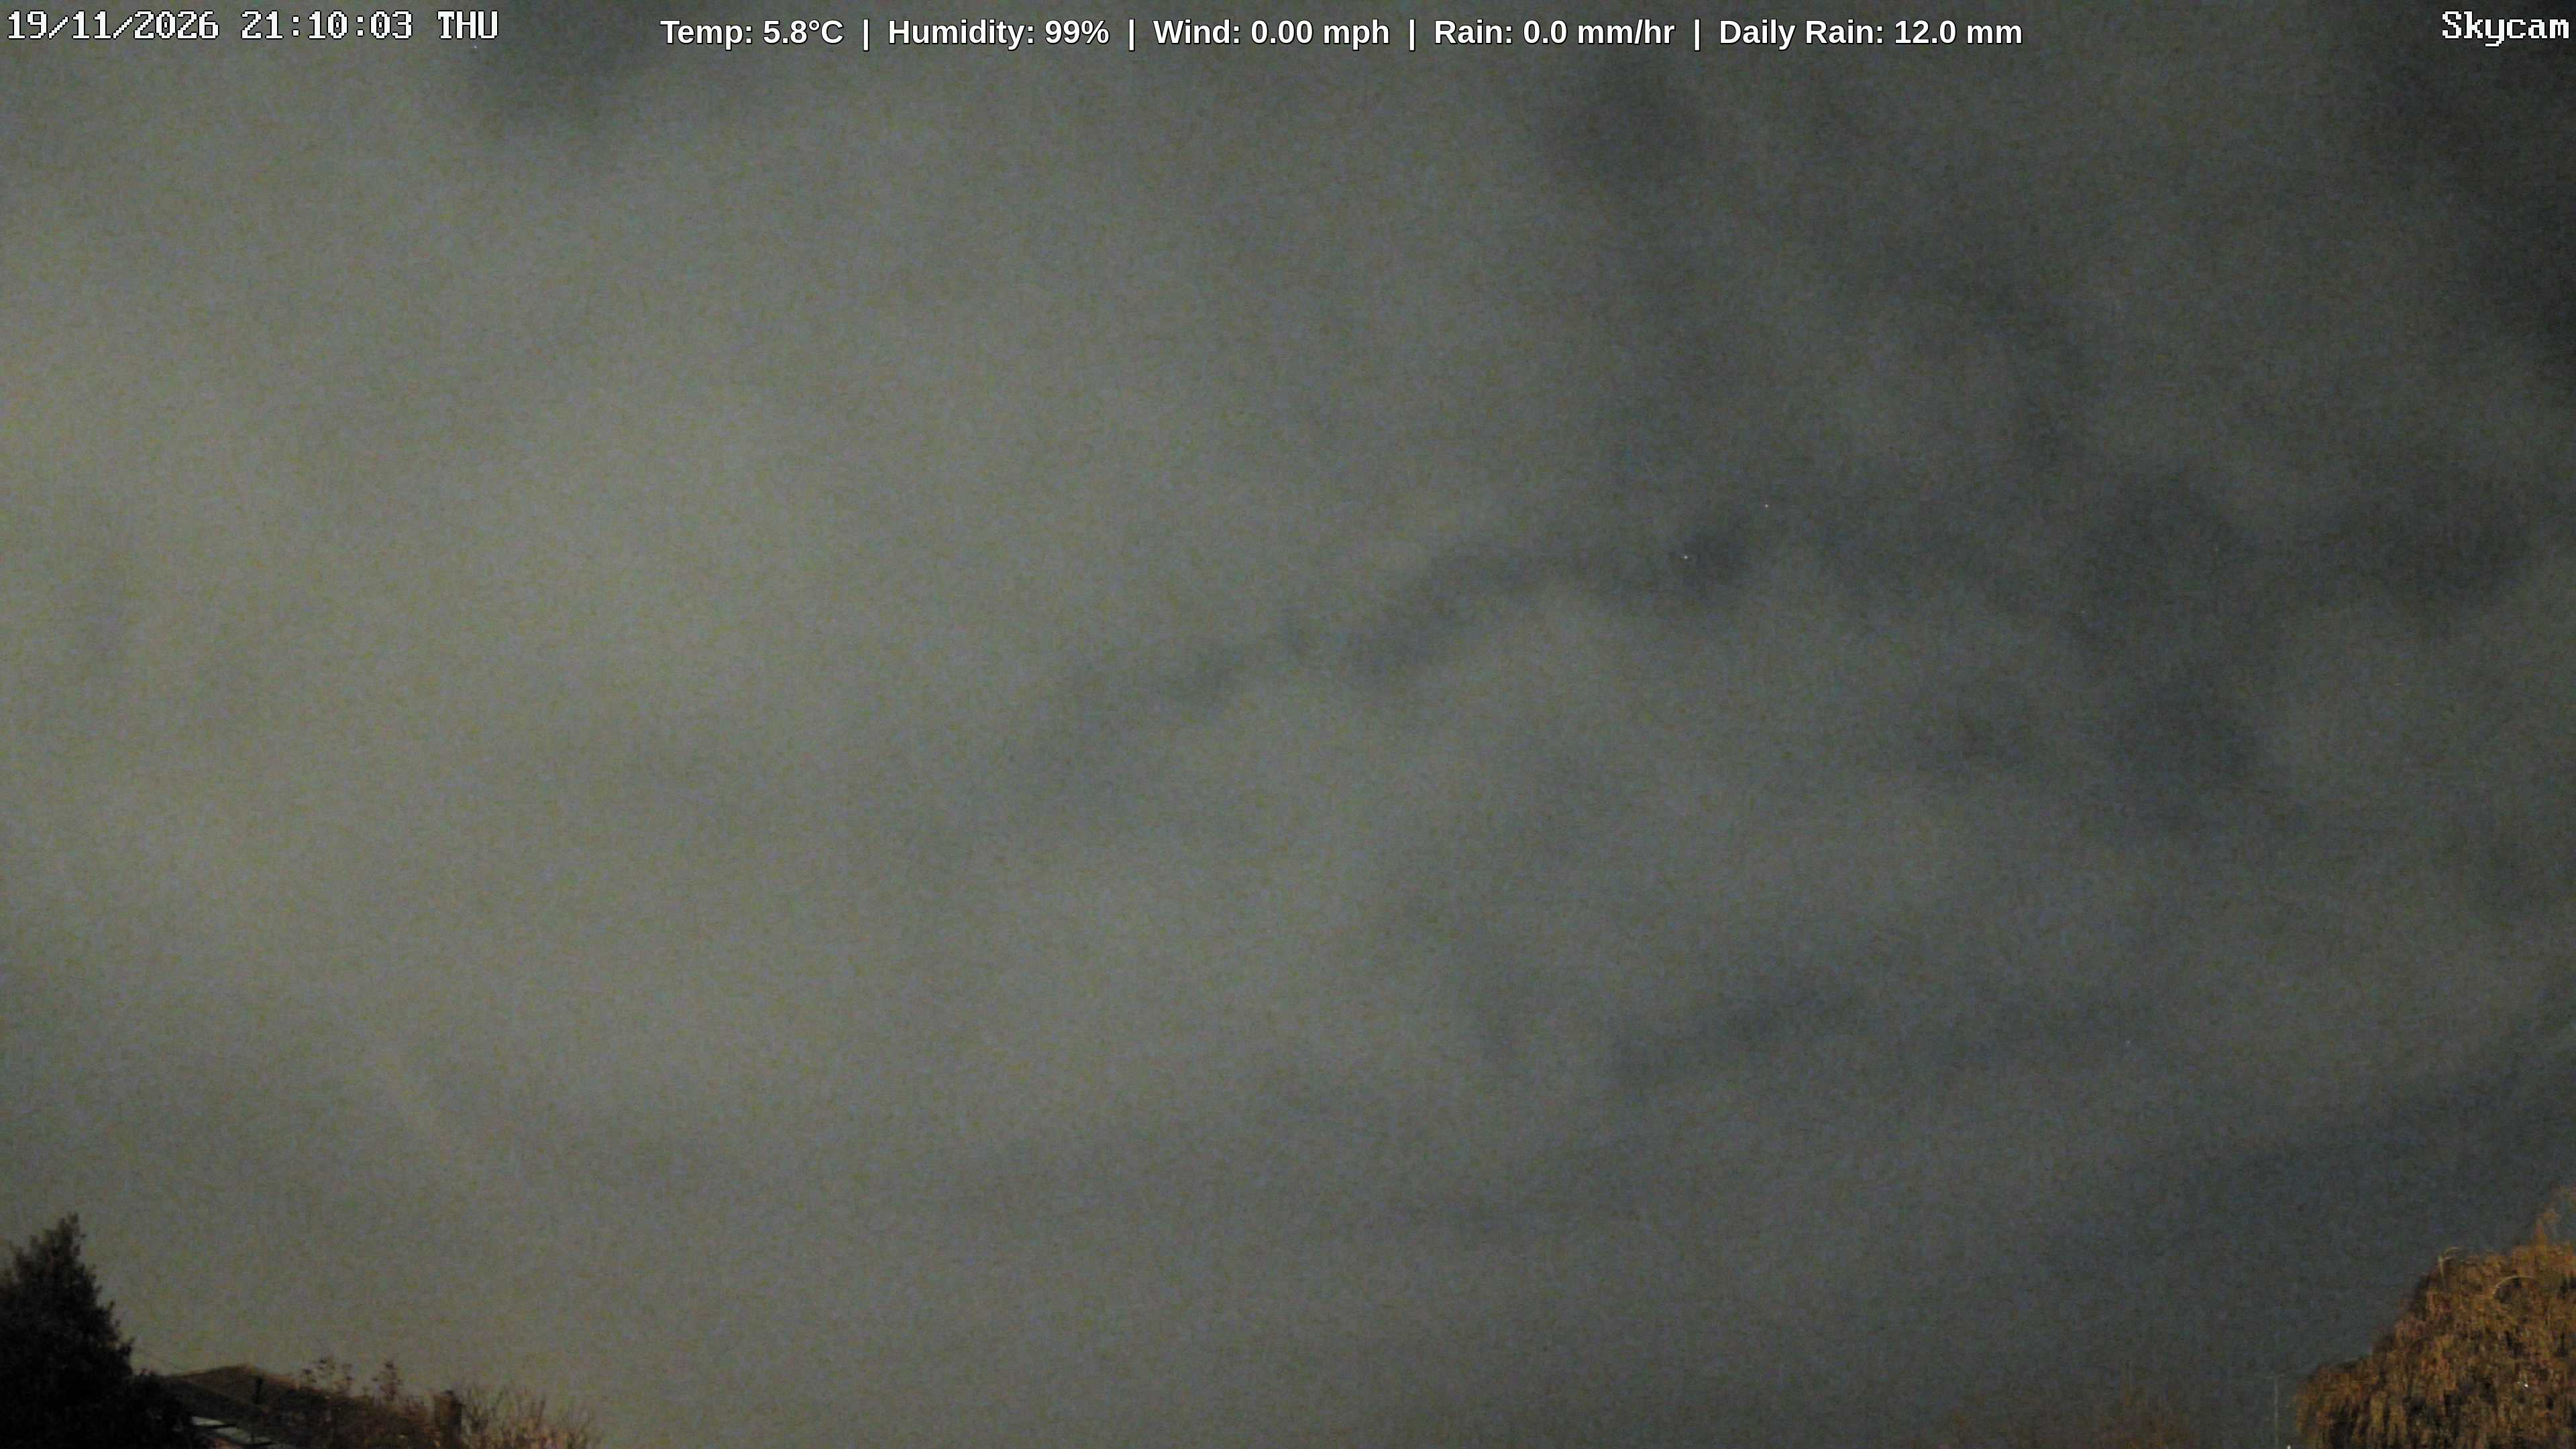 19/11/2026 21:10:03 THU
Temp: 5.8°C | Humidity: 99% | Wind: 0.00 mph | Rain: 0.0 mm/hr | Daily Rain: 12.0 mm
Skycam